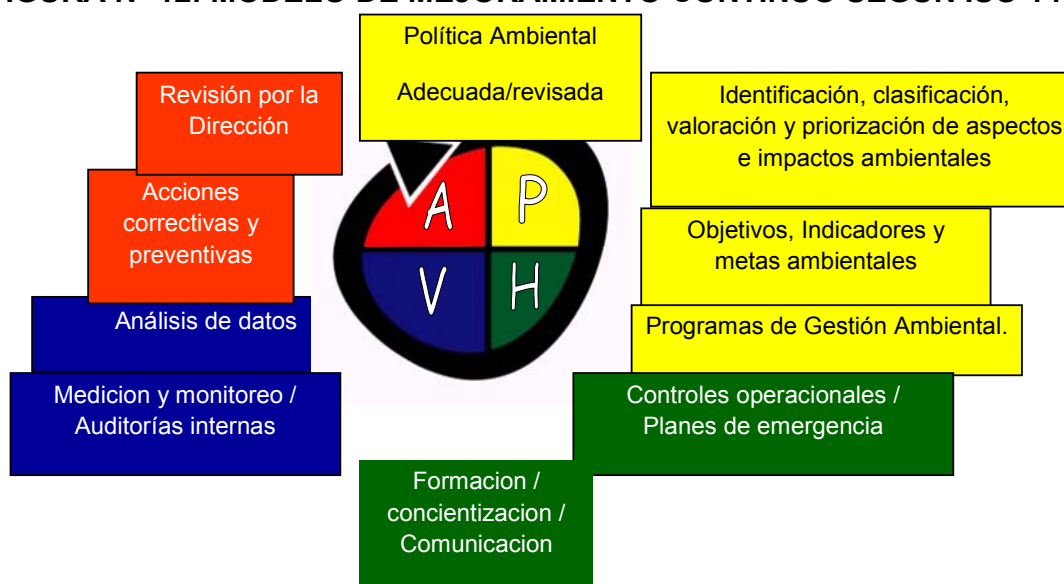 Política Ambiental
Adecuada/revisada
Revisión por la
Dirección
Identificación, clasificación,
valoración y priorización de aspectos
e impactos ambientales
Acciones
correctivas y
preventivas
A P
V H
Objetivos, Indicadores y
metas ambientales
Análisis de datos
Programas de Gestión Ambiental.
Medicion y monitoreo /
Auditorías internas
Controles operacionales /
Planes de emergencia
Formacion /
concientizacion /
Comunicacion